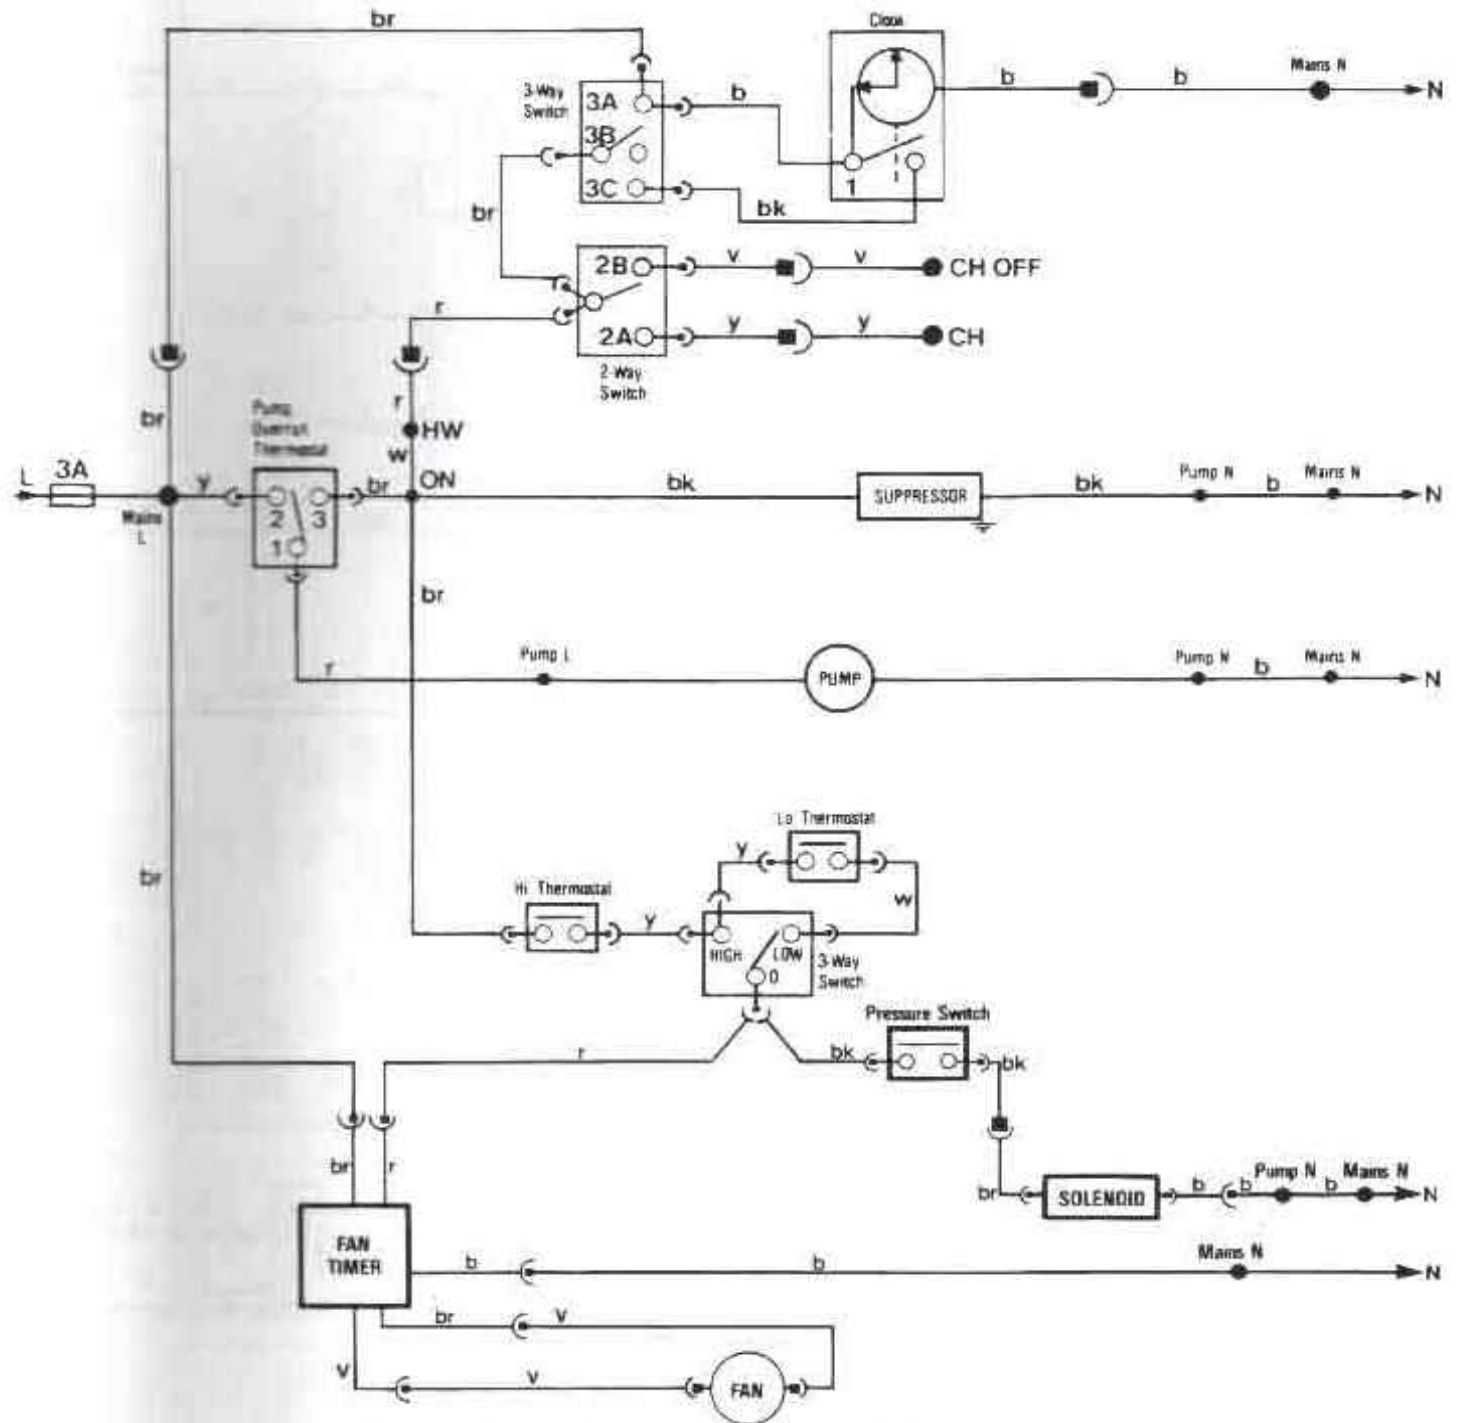 br
3-Way
Switch
3A
b
b
b
Mains N
N
3B
1
3C
br
bk
2B
v
v
CH OFF
r
2A
y
y
CH
2-Way
Switch
br
Pump
Overrun
Thermostat
r
HW
w
L
3A
y
br
ON
bk
SUPPRESSOR
bk
Pump N
b
Mains N
N
Mains
L
2
3
1
br
r
Pump L
PUMP
Pump N
b
Mains N
N
Lo Thermostat
y
w
br
Hi Thermostat
y
HIGH
LOW
0
3-Way
Switch
Pressure Switch
r
bk
bk
br
r
br
SOLENOID
b
b
Pump N
b
Mains N
N
FAN
TIMER
b
b
Mains N
N
br
v
v
v
FAN